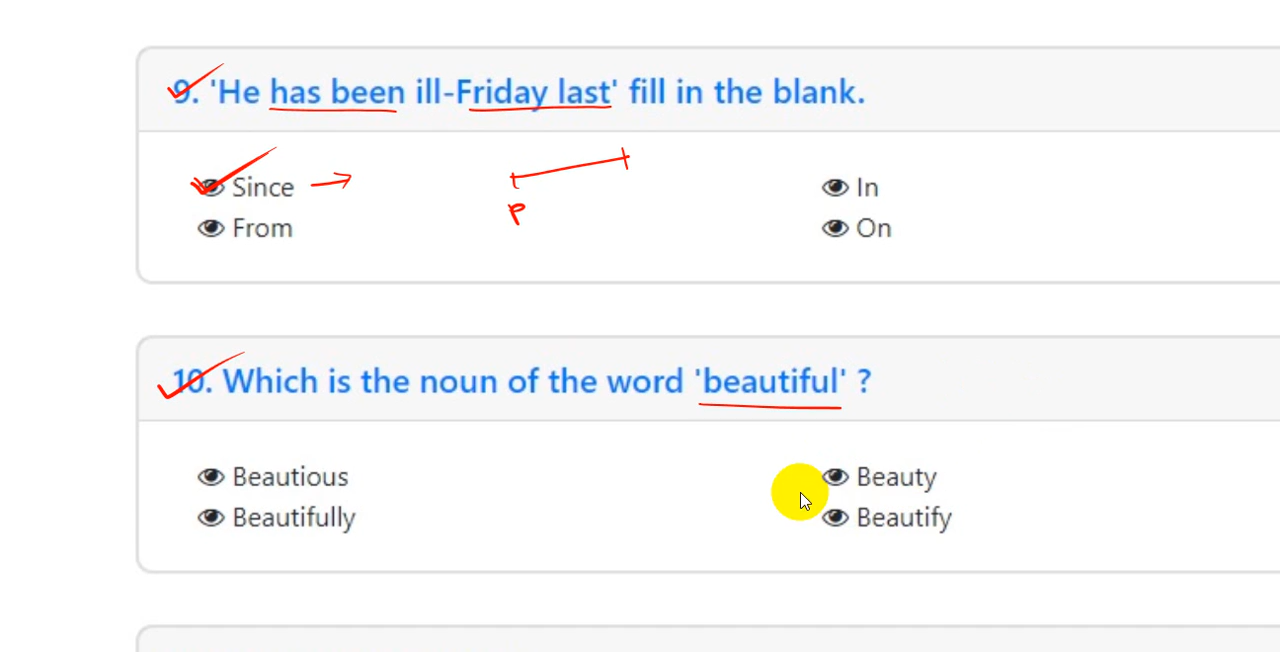 9. 'He has been ill-Friday last' fill in the blank.
Since
In
From
On
P
10. Which is the noun of the word 'beautiful' ?
Beautious
Beauty
Beautifully
Beautify